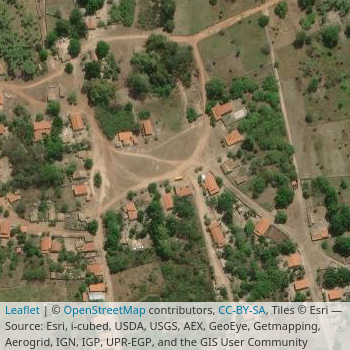 Leaflet | © OpenStreetMap contributors, CC-BY-SA, Tiles © Esri —
Source: Esri, i-cubed, USDA, USGS, AEX, GeoEye, Getmapping,
Aerogrid, IGN, IGP, UPR-EGP, and the GIS User Community